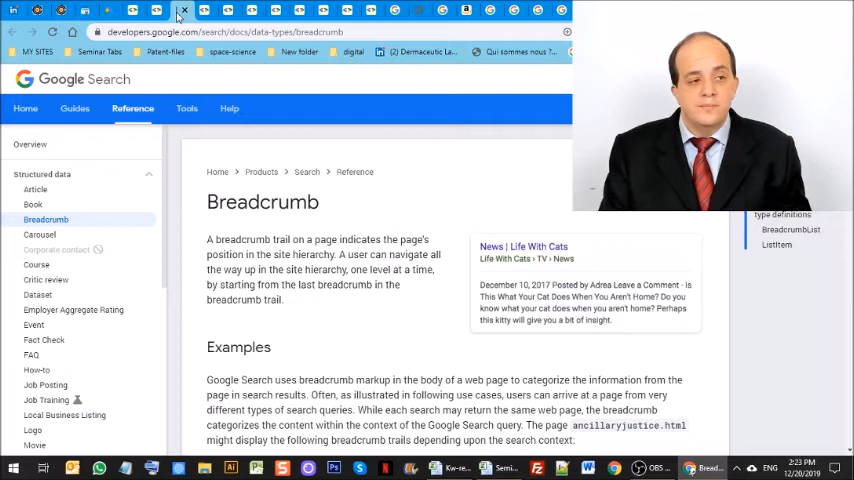 developers.google.com/search/docs/data-types/breadcrumb
MY SITES Seminar Tabs Patent-files space-science New folder digital (2) Dermaceutic La... Qui sommes nous ?...
Google Search
Home Guides Reference Tools Help
Overview
Structured data
Article
Book
Breadcrumb
Carousel
Corporate contact
Course
Critic review
Dataset
Employer Aggregate Rating
Event
Fact Check
FAQ
How-to
Job Posting
Job Training
Local Business Listing
Logo
Movie
Home > Products > Search > Reference
Breadcrumb
A breadcrumb trail on a page indicates the page's
position in the site hierarchy. A user can navigate all
the way up in the site hierarchy, one level at a time,
by starting from the last breadcrumb in the
breadcrumb trail.
News | Life With Cats
Life With Cats › TV › News
December 10, 2017 Posted by Adrea Leave a Comment · Is
This What Your Cat Does When You Aren't Home? Do you
know what your cat does when you aren't home? Perhaps
this kitty will give you a bit of insight.
Examples
Google Search uses breadcrumb markup in the body of a web page to categorize the information from the
page in search results. Often, as illustrated in following use cases, users can arrive at a page from very
different types of search queries. While each search may return the same web page, the breadcrumb
categorizes the content within the context of the Google Search query. The page ancillaryjustice.html
might display the following breadcrumb trails depending upon the search context:
type definitions
BreadcrumbList
ListItem
Kw-re... Semi... OBS ... Bread... ENG 2:23 PM
12/20/2019